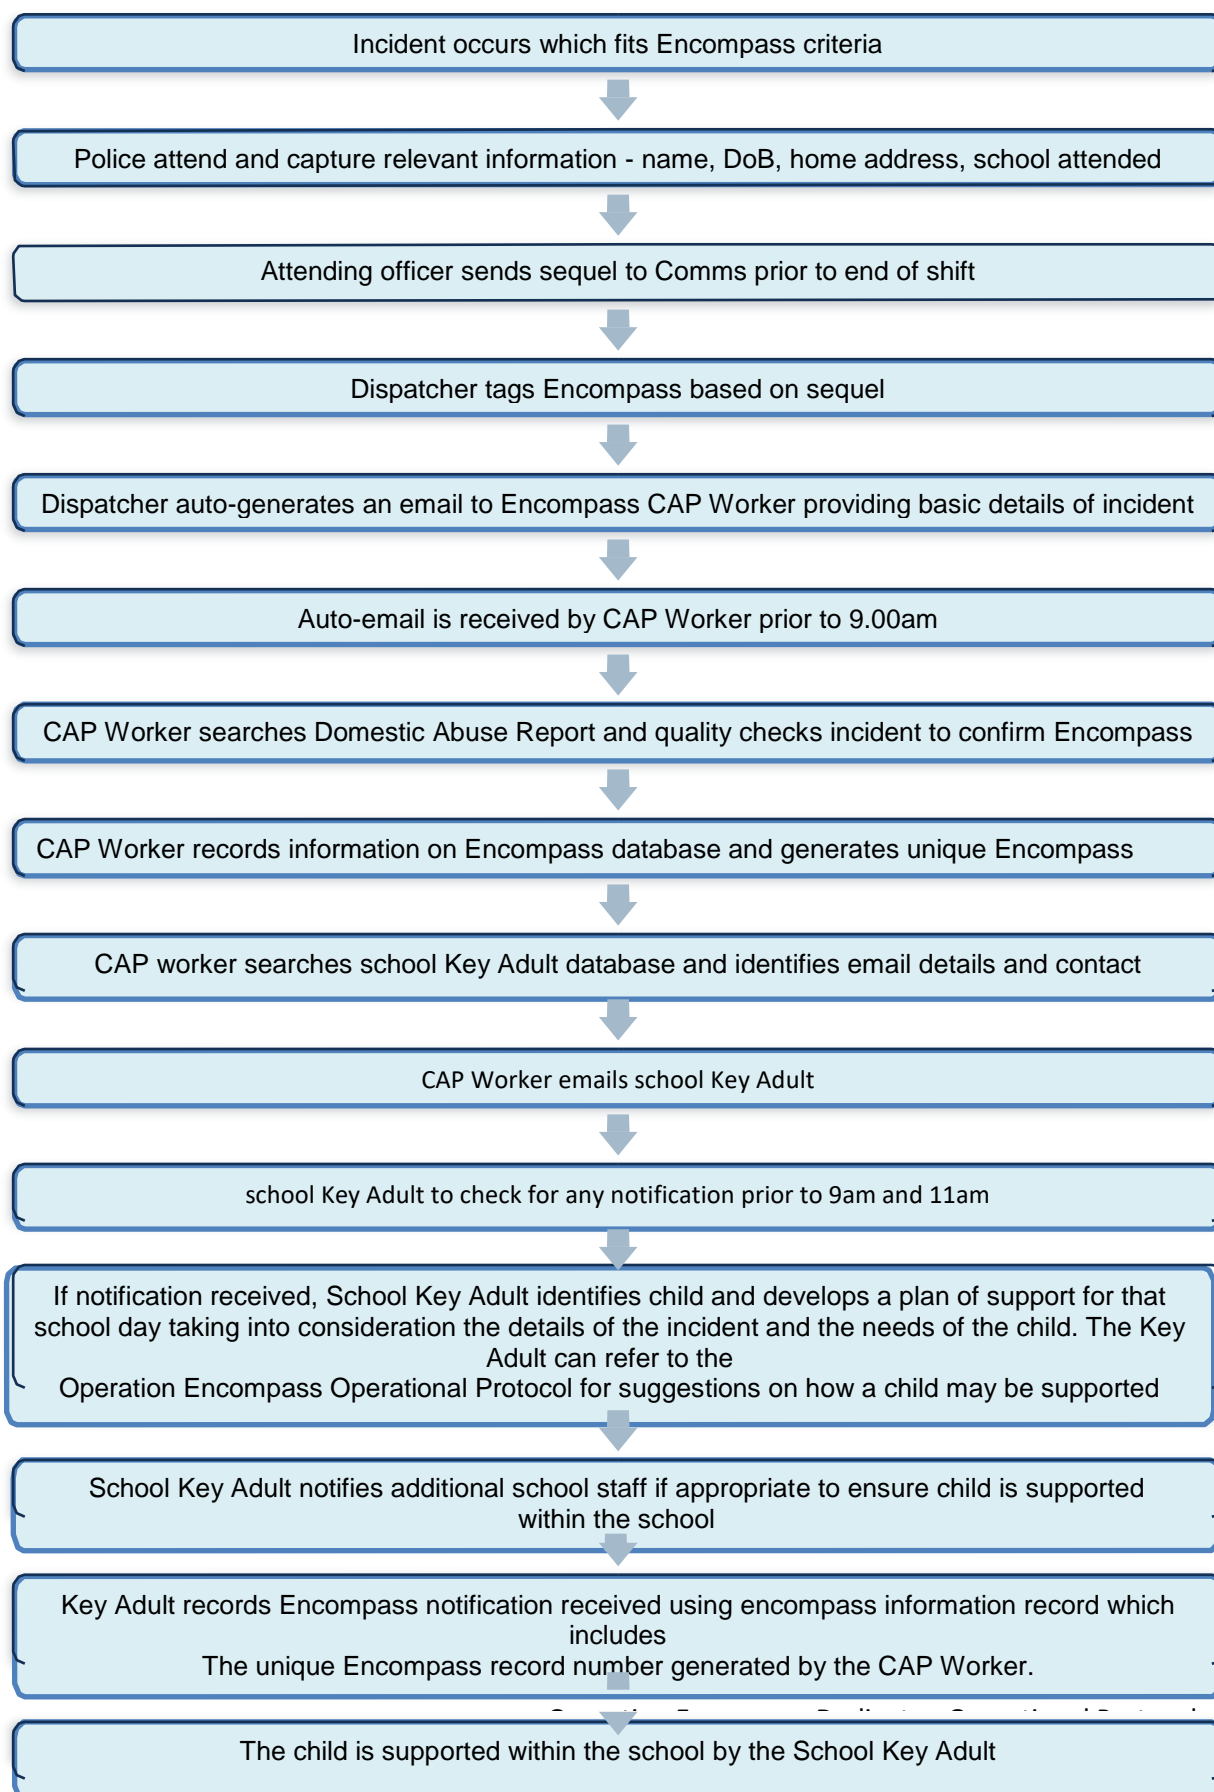 Incident occurs which fits Encompass criteria
Police attend and capture relevant information - name, DoB, home address, school attended
Attending officer sends sequel to Comms prior to end of shift
Dispatcher tags Encompass based on sequel
Dispatcher auto-generates an email to Encompass CAP Worker providing basic details of incident
Auto-email is received by CAP Worker prior to 9.00am
CAP Worker searches Domestic Abuse Report and quality checks incident to confirm Encompass
CAP Worker records information on Encompass database and generates unique Encompass
CAP worker searches school Key Adult database and identifies email details and contact
CAP Worker emails school Key Adult
school Key Adult to check for any notification prior to 9am and 11am
If notification received, School Key Adult identifies child and develops a plan of support for that
school day taking into consideration the details of the incident and the needs of the child. The Key
Adult can refer to the
Operation Encompass Operational Protocol for suggestions on how a child may be supported
School Key Adult notifies additional school staff if appropriate to ensure child is supported
within the school
Key Adult records Encompass notification received using encompass information record which
includes
The unique Encompass record number generated by the CAP Worker.
The child is supported within the school by the School Key Adult